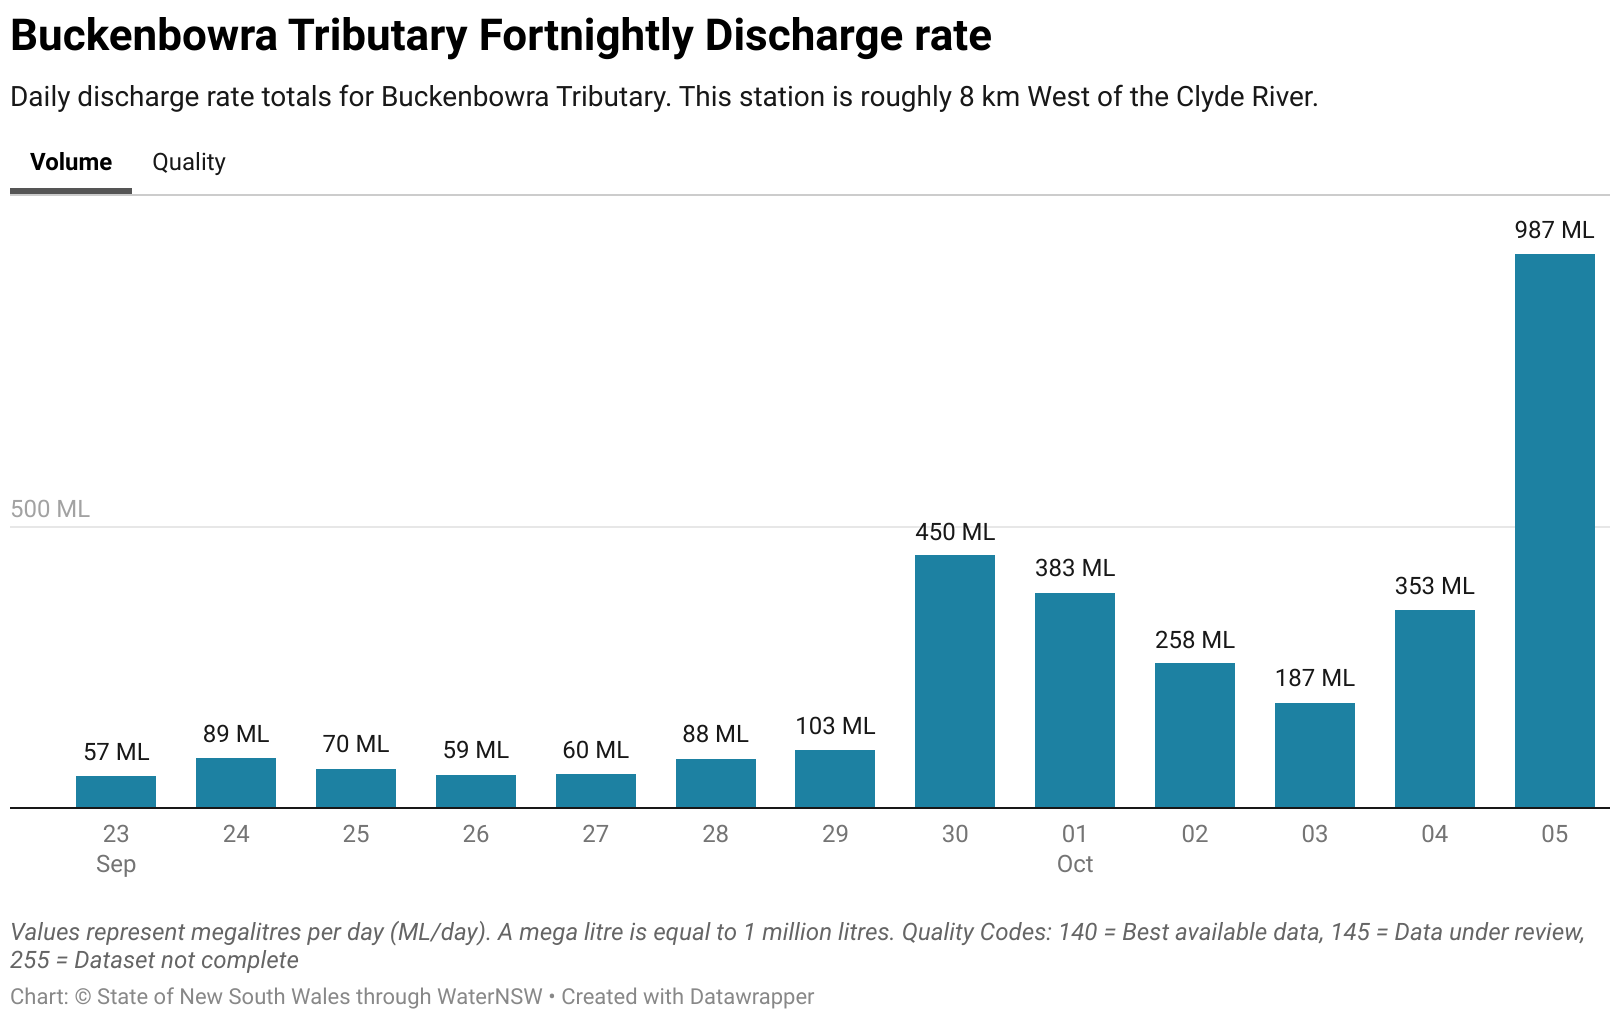 Buckenbowra Tributary Fortnightly Discharge rate
Daily discharge rate totals for Buckenbowra Tributary. This station is roughly 8 km West of the Clyde River.
Volume Quality
987 ML
500 ML
450 ML
383 ML
353 ML
258 ML
187 ML
103 ML
57 ML 89 ML 70 ML 59 ML 60 ML 88 ML
23 24 25 26 27 28 29 30 01 02 03 04 05
Sep Oct
Values represent megalitres per day (ML/day). A mega litre is equal to 1 million litres. Quality Codes: 140 = Best available data, 145 = Data under review,
255 = Dataset not complete
Chart: © State of New South Wales through WaterNSW • Created with Datawrapper